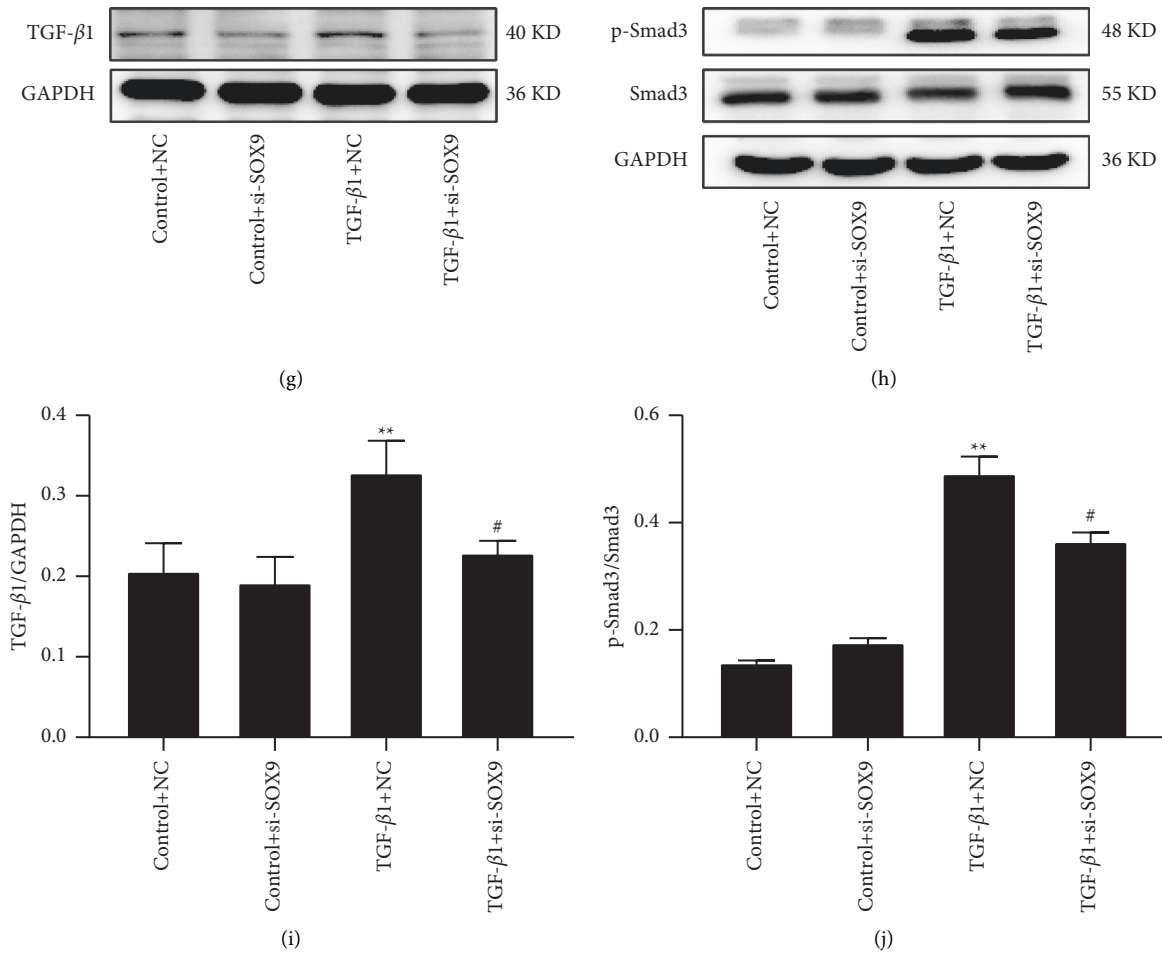 TGF-β1
40 KD
GAPDH
36 KD
Control+NC
Control+si-SOX9
TGF-β1+NC
TGF-β1+si-SOX9
(g)
p-Smad3
48 KD
Smad3
55 KD
GAPDH
36 KD
Control+NC
Control+si-SOX9
TGF-β1+NC
TGF-β1+si-SOX9
(h)
TGF-β1/GAPDH
0.4
0.3
0.2
0.1
0.0
**
#
Control+NC
Control+si-SOX9
TGF-β1+NC
TGF-β1+si-SOX9
(i)
p-Smad3/Smad3
0.6
0.4
0.2
0.0
**
#
Control+NC
Control+si-SOX9
TGF-β1+NC
TGF-β1+si-SOX9
(j)